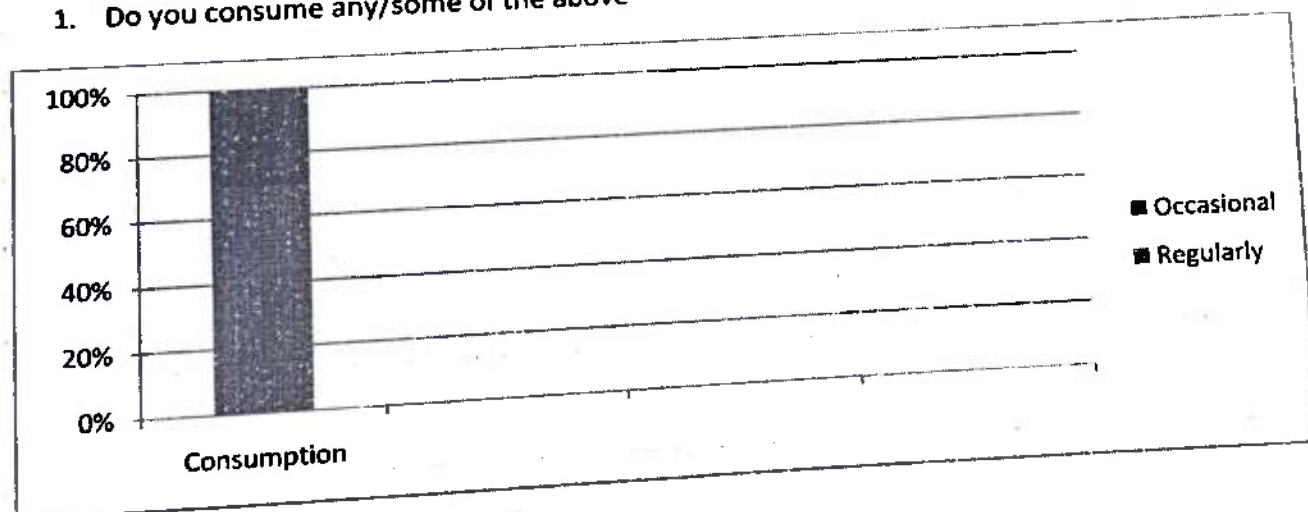 1. Do you consume any/some of the above
100%
80%
60%
40%
20%
0%
Consumption
Occasional
Regularly